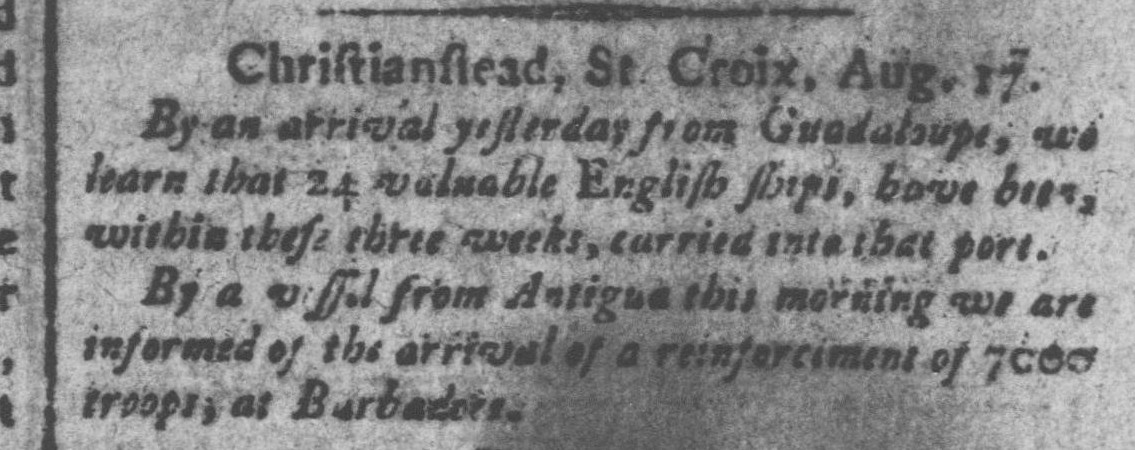 Chriſtianſtead, St. Croix, Aug. 17.
By an arrival yeſterday from Guadaloupe, we
learn that 24 valuable Engliſh ſhips, have been,
within theſe three weeks, carried into that port.
By a veſſel from Antigua this morning we are
informed of the arrival of a reinforcement of 7000
troops, at Barbadoes.